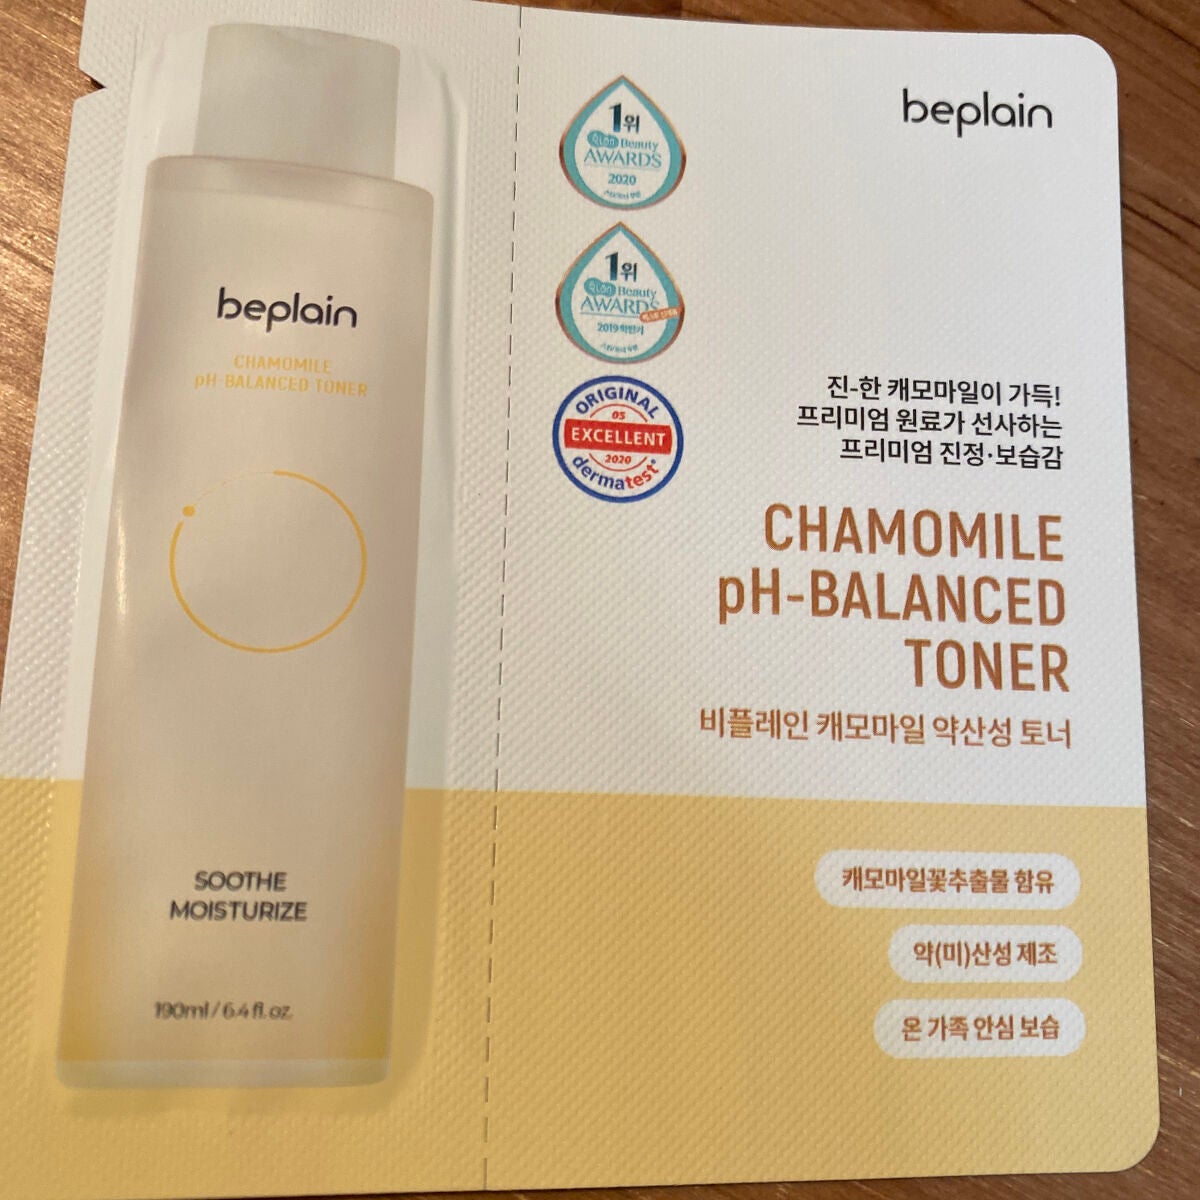 beplain
CHAMOMILE
pH-BALANCED TONER
SOOTHE
MOISTURIZE
190ml / 6.4 fl. oz.
1위
Qoo10 Beauty
AWARDS
2020
1위
Qoo10 Beauty
AWARDS
ORIGINAL
05
EXCELLENT
2020
dermatest
beplain
진-한 캐모마일이 가득!
프리미엄 원료가 선사하는
프리미엄 진정·보습감
CHAMOMILE
pH-BALANCED
TONER
비플레인 캐모마일 약산성 토너
캐모마일꽃추출물 함유
약(미)산성 제조
온 가족 안심 보습